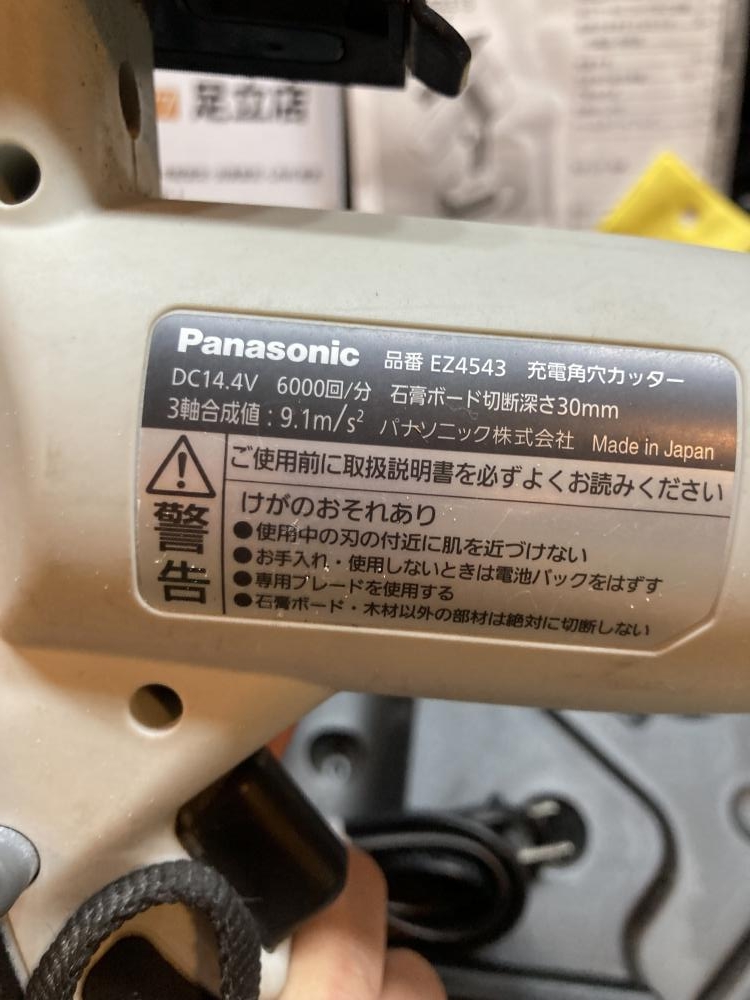 足立店
Panasonic 品番 EZ4543 充電角穴カッター
DC14.4V 6000回/分 石膏ボード切断深さ30mm
3軸合成値：9.1m/s² パナソニック株式会社 Made in Japan
警告
ご使用前に取扱説明書を必ずよくお読みください
けがのおそれあり
●使用中の刃の付近に肌を近づけない
●お手入れ・使用しないときは電池パックをはずす
●専用ブレードを使用する
●石膏ボード・木材以外の部材は絶対に切断しない